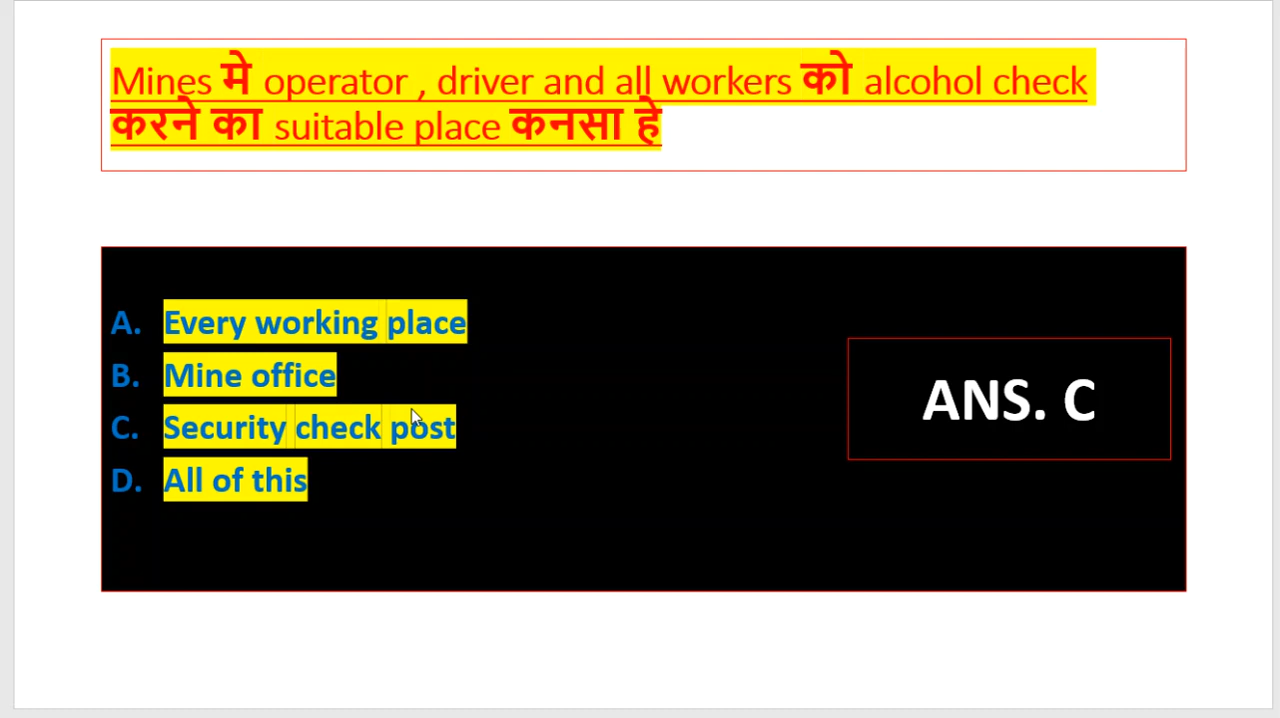 Mines मे operator , driver and all workers को alcohol check
करने का suitable place कनसा हे
A. Every working place
B. Mine office
C. Security check post
D. All of this
ANS. C